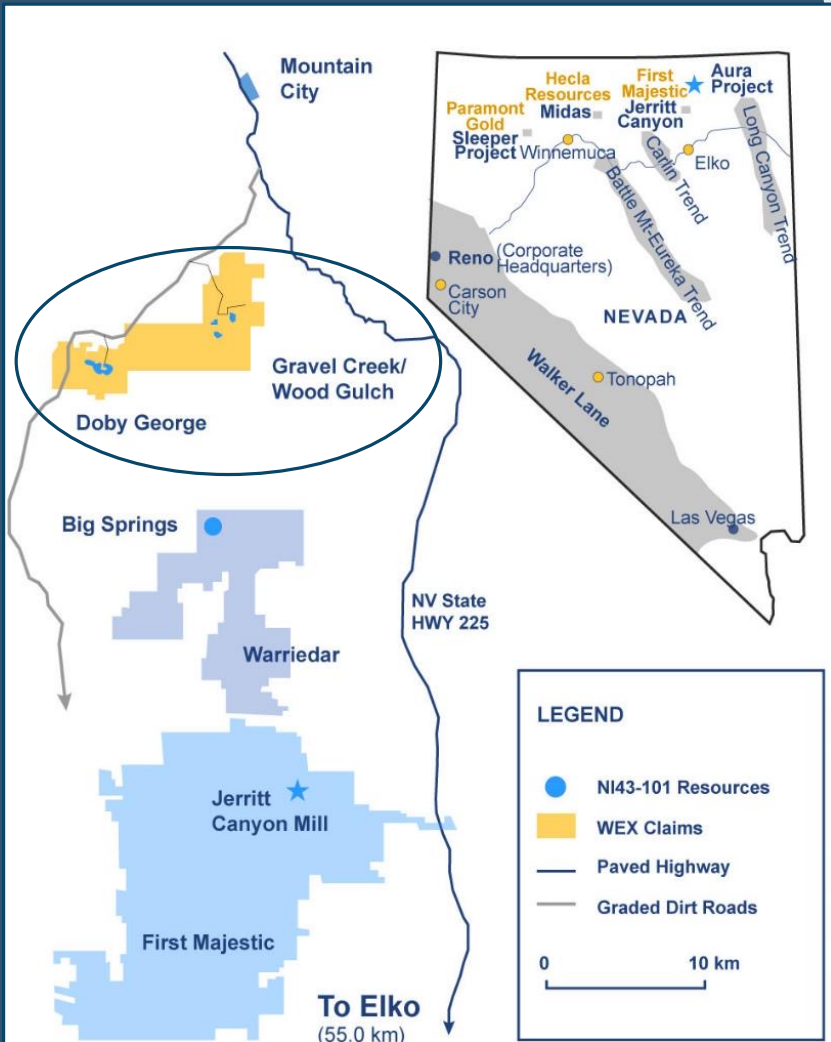 Mountain
City
Gravel Creek/
Wood Gulch
Doby George
Big Springs
Warriedar
NV State
HWY 225
Jerritt
Canyon Mill
First Majestic
To Elko
(55.0 km)
Hecla
Resources
Midas
First
Majestic
Jerritt
Canyon
Aura
Project
Paramont
Gold
Sleeper
Project
Winnemuca
Elko
Carlin Trend
Long Canyon Trend
Battle Mt-Eureka Trend
Reno
(Corporate
Headquarters)
Carson
City
NEVADA
Tonopah
Walker Lane
Las Vegas
LEGEND
NI43-101 Resources
WEX Claims
Paved Highway
Graded Dirt Roads
0 10 km